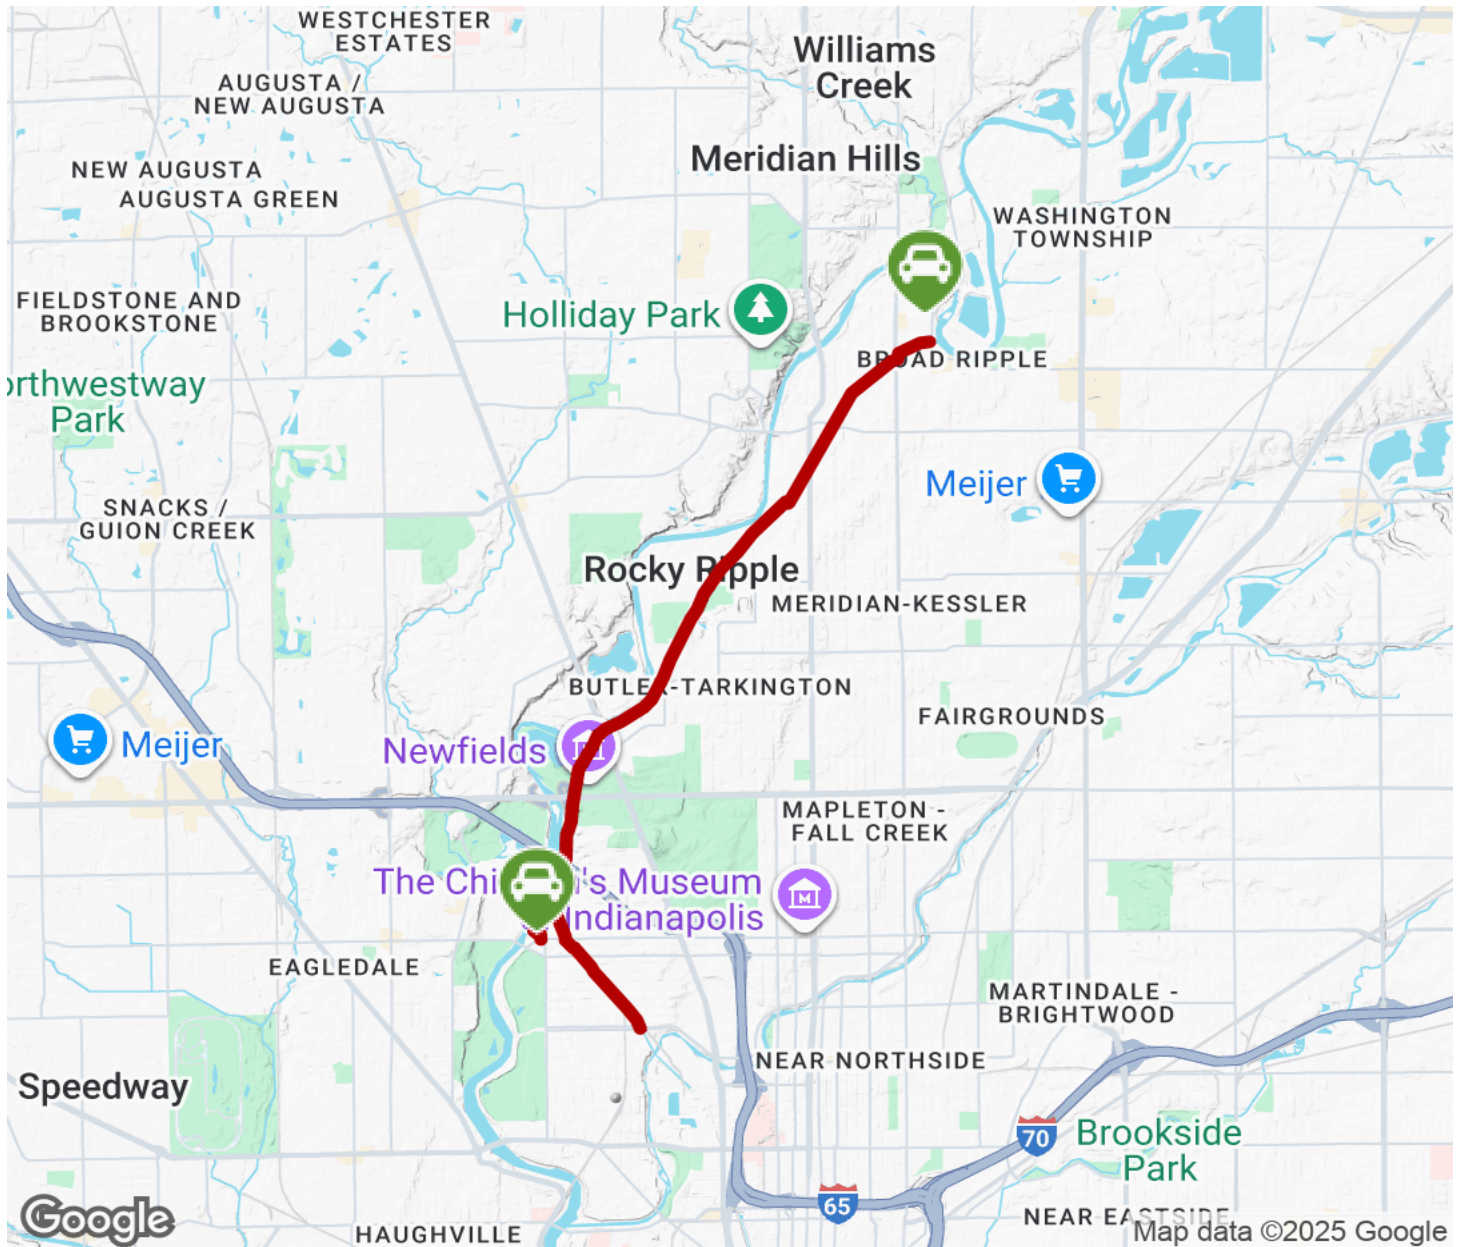 WESTCHESTER
ESTATES
Williams
Creek
AUGUSTA /
NEW AUGUSTA
Meridian Hills
NEW AUGUSTA
AUGUSTA GREEN
WASHINGTON
TOWNSHIP
FIELDSTONE AND
BROOKSTONE
Holliday Park
BROAD RIPPLE
orthwestway
Park
Meijer
SNACKS /
GUION CREEK
Rocky Ripple
MERIDIAN-KESSLER
BUTLER-TARKINGTON
FAIRGROUNDS
Meijer
Newfields
MAPLETON -
FALL CREEK
The Chi 's Museum
Indianapolis
EAGLEDALE
MARTINDALE -
BRIGHTWOOD
NEAR NORTHSIDE
Speedway
70
Brookside
Park
65
NEAR EASTSIDE
Google
HAUGHVILLE
Map data ©2025 Google